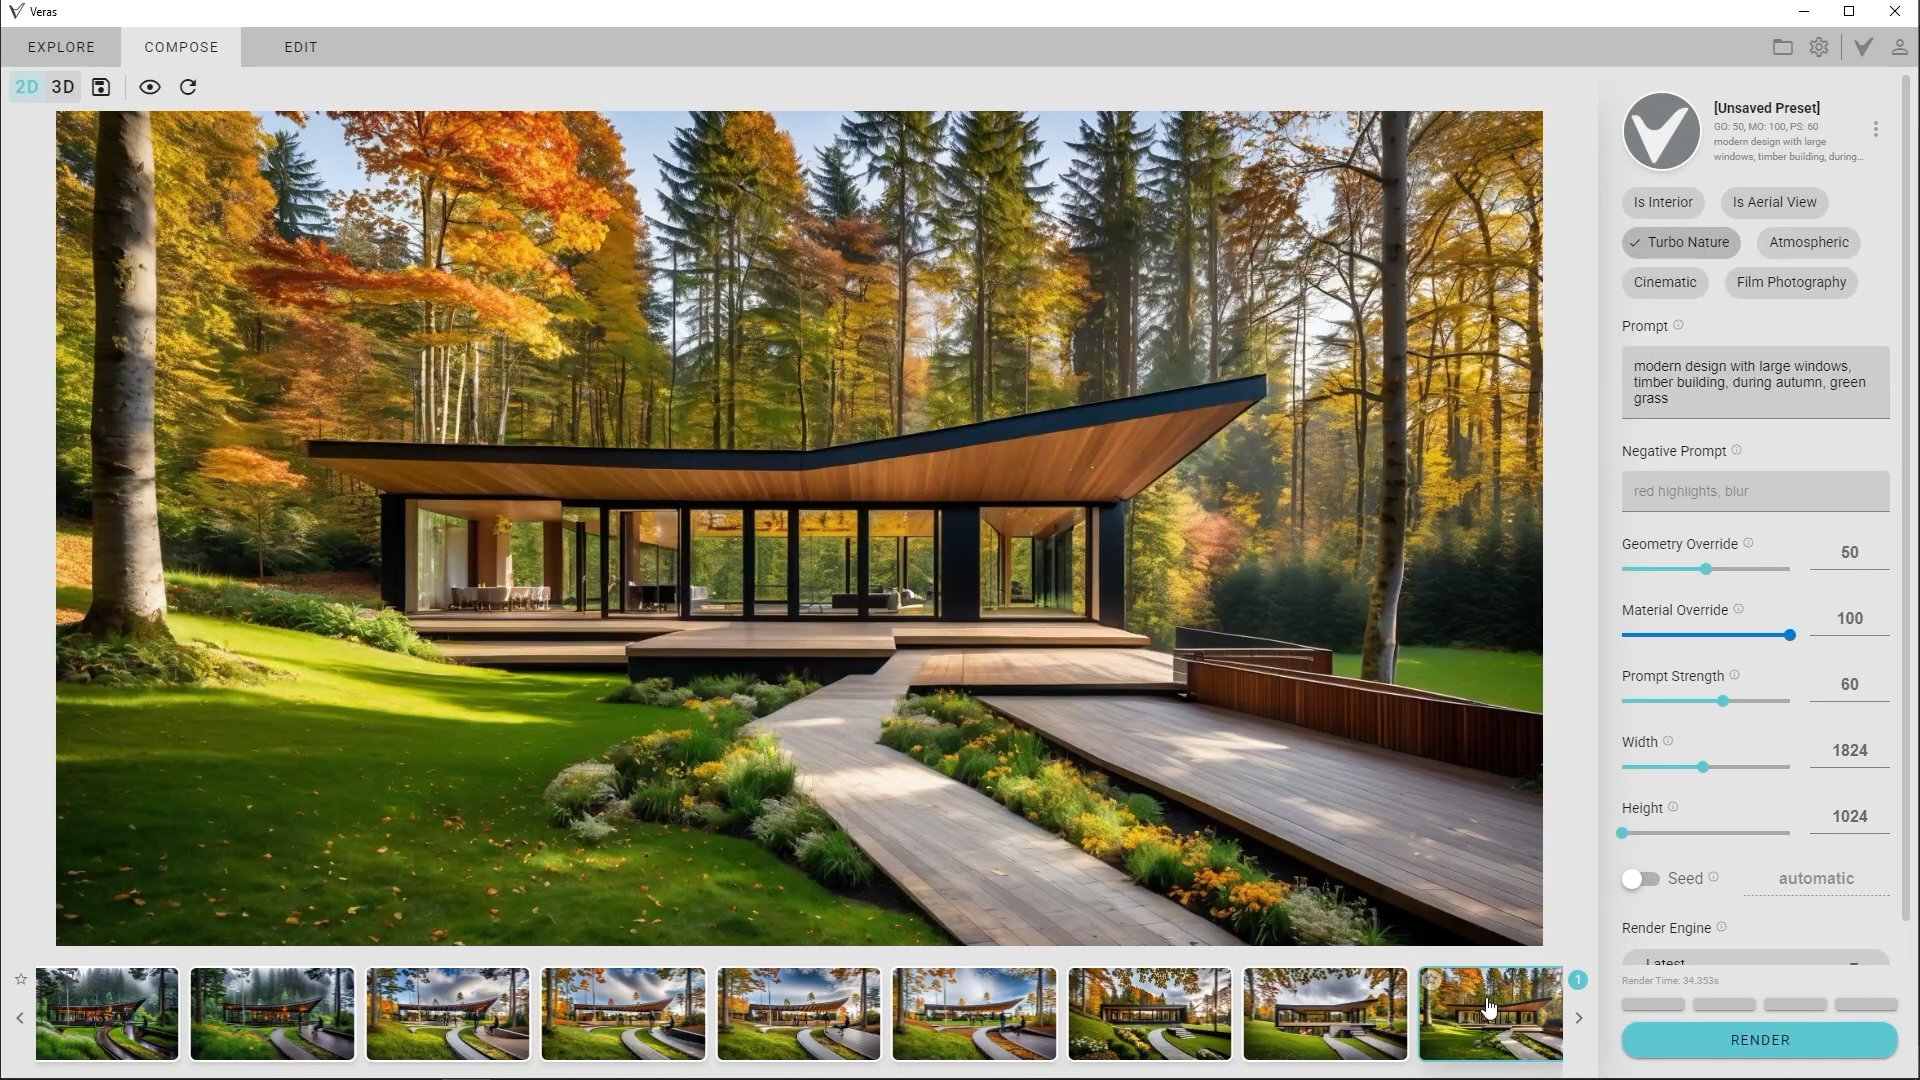 Veras
EXPLORE
COMPOSE
EDIT
2D
3D
[Unsaved Preset]
GO: 50, MO: 100, PS: 60
modern design with large
windows, timber building, during...
Is Interior
Is Aerial View
Turbo Nature
Atmospheric
Cinematic
Film Photography
Prompt
modern design with large windows,
timber building, during autumn, green
grass
Negative Prompt
red highlights, blur
Geometry Override
50
Material Override
100
Prompt Strength
60
Width
1824
Height
1024
Seed
automatic
Render Engine
Latest
Render Time: 34.353s
1
RENDER